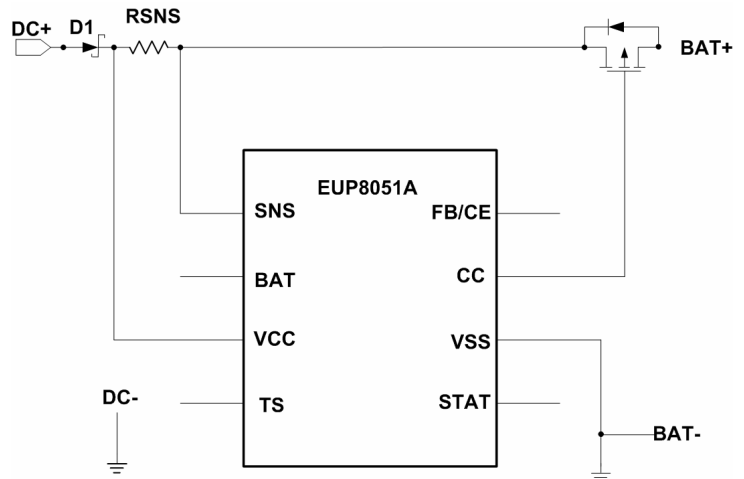 DC+
D1
RSNS
BAT+
EUP8051A
SNS
FB/CE
BAT
CC
VCC
VSS
DC-
TS
STAT
BAT-